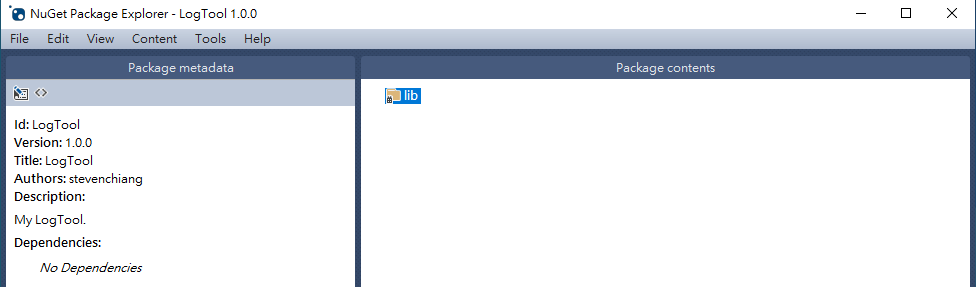 NuGet Package Explorer - LogTool 1.0.0
File Edit View Content Tools Help
Package metadata
Id: LogTool
Version: 1.0.0
Title: LogTool
Authors: stevenchiang
Description:
My LogTool.
Dependencies:
No Dependencies
Package contents
lib